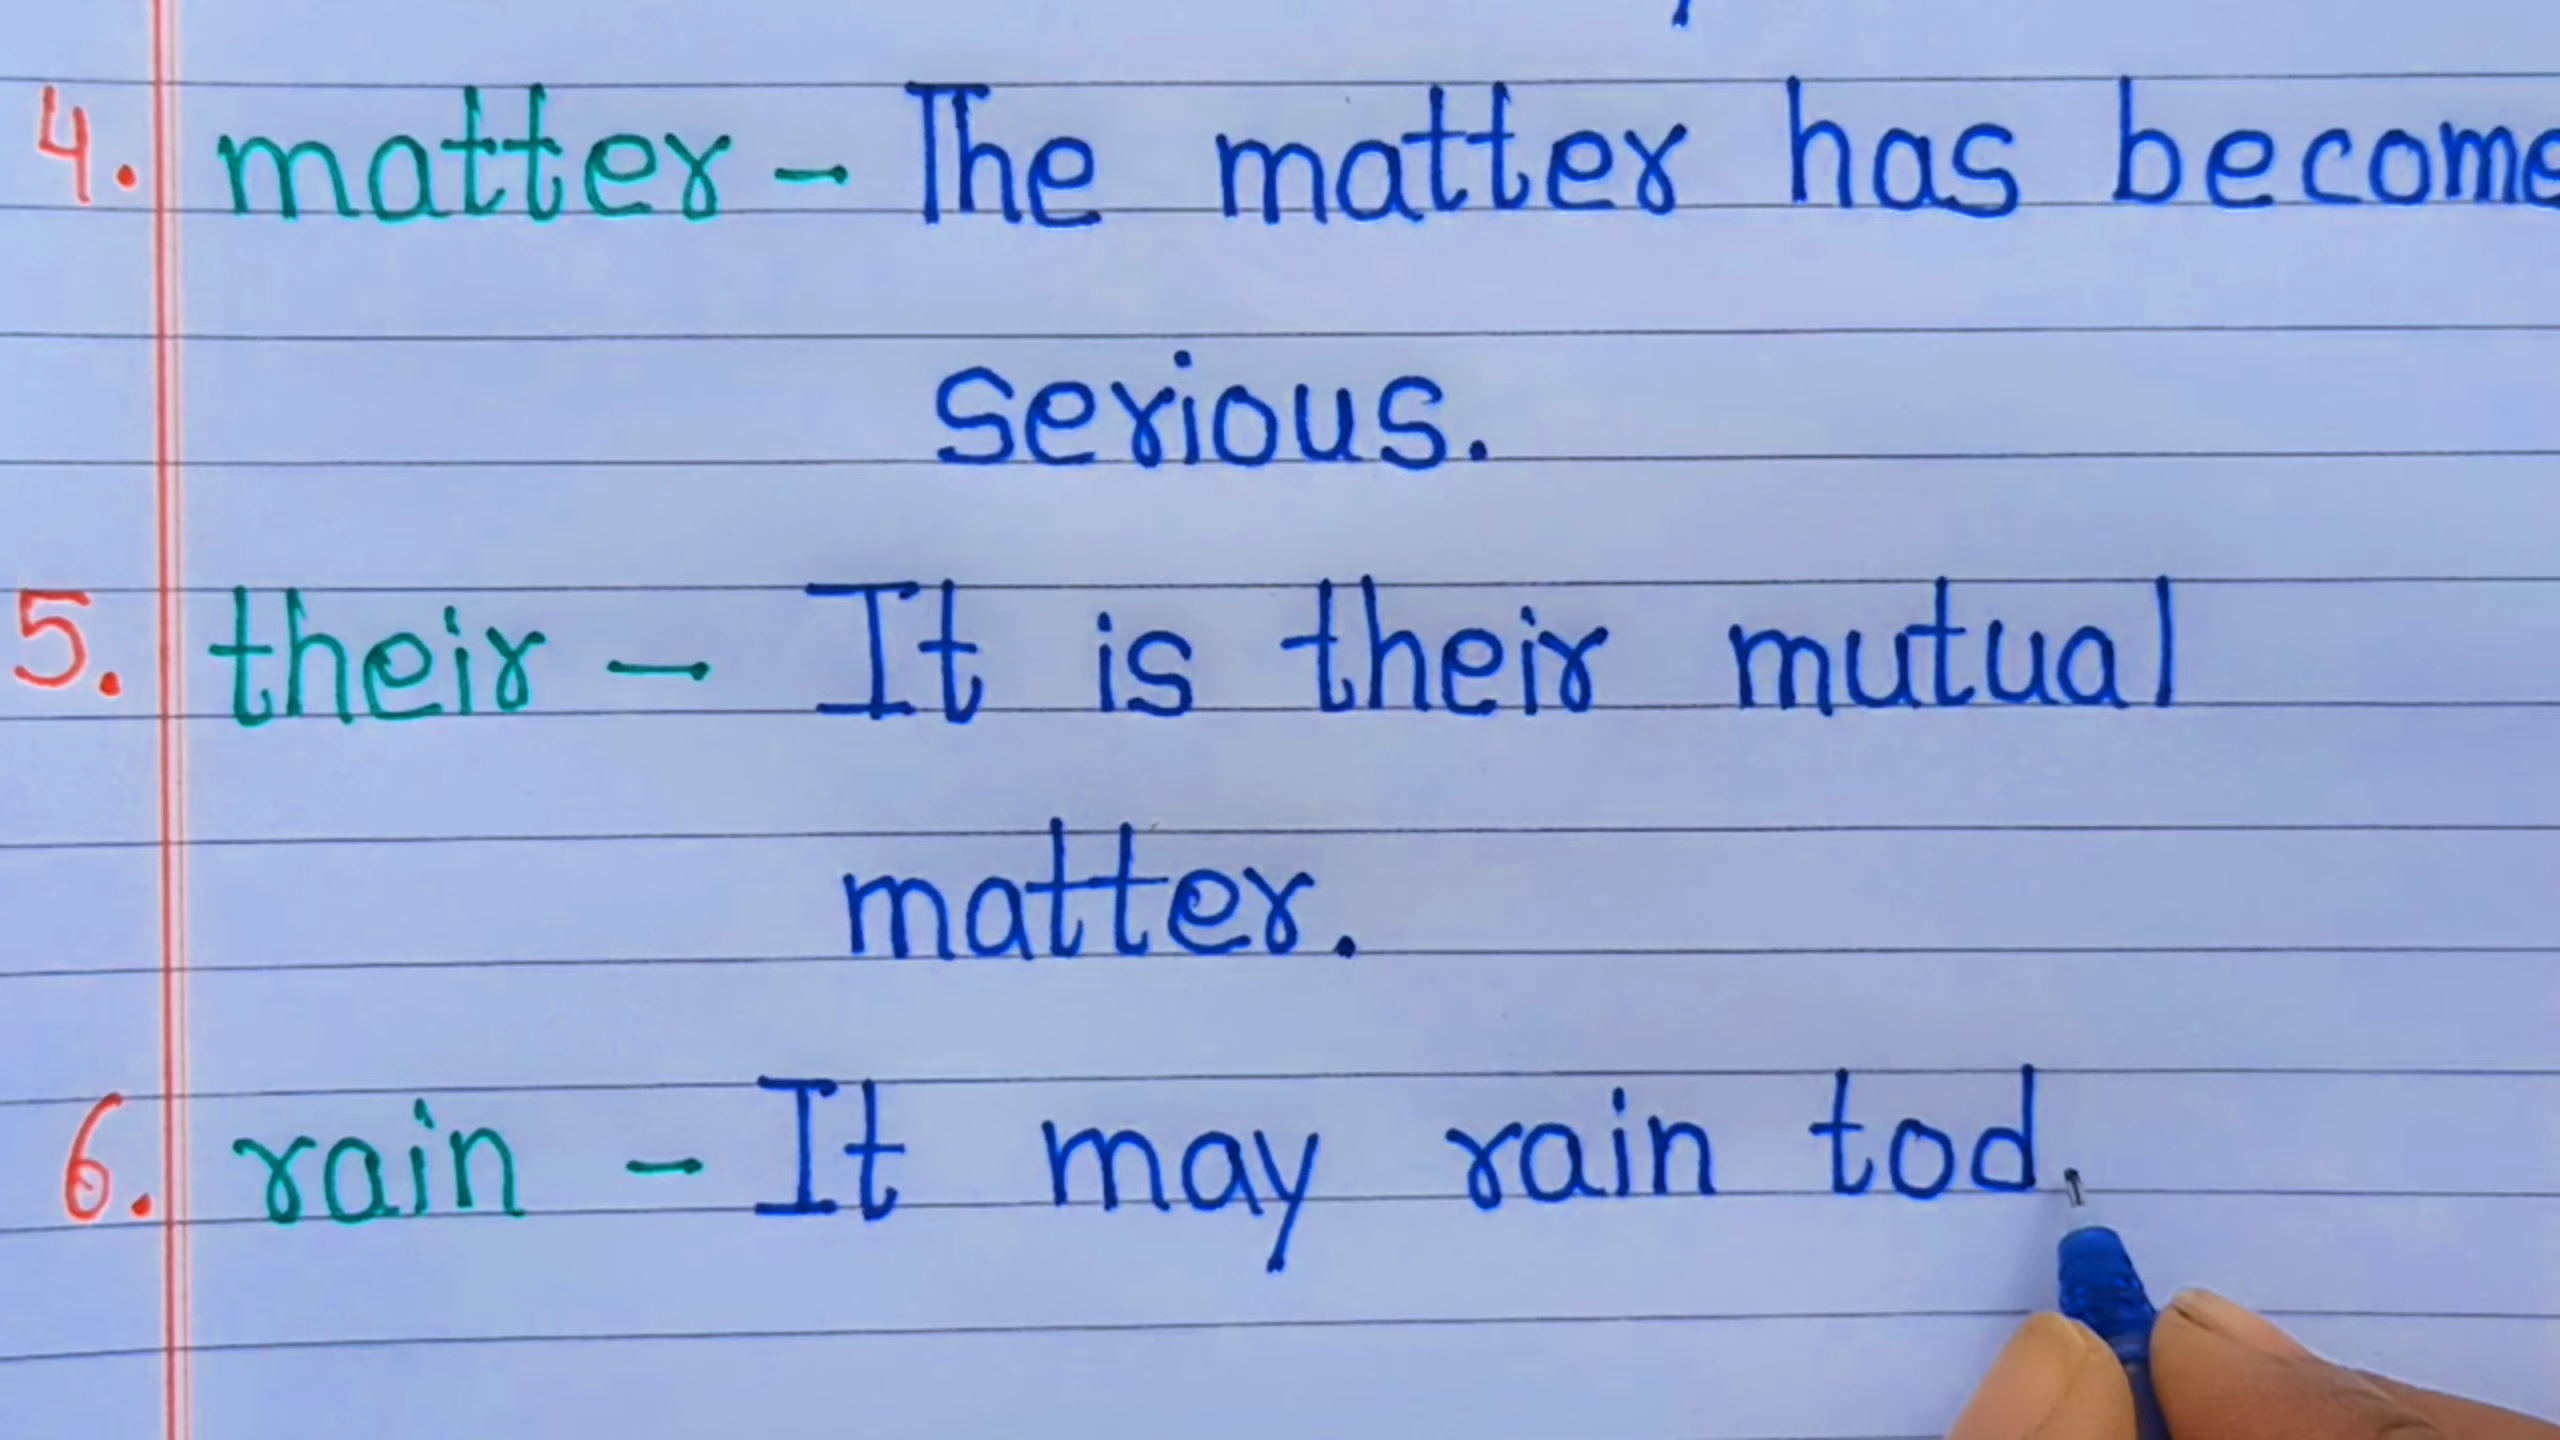 4. matter - The matter has become
serious.
5. their - It is their mutual
matter.
6. rain - It may rain tod